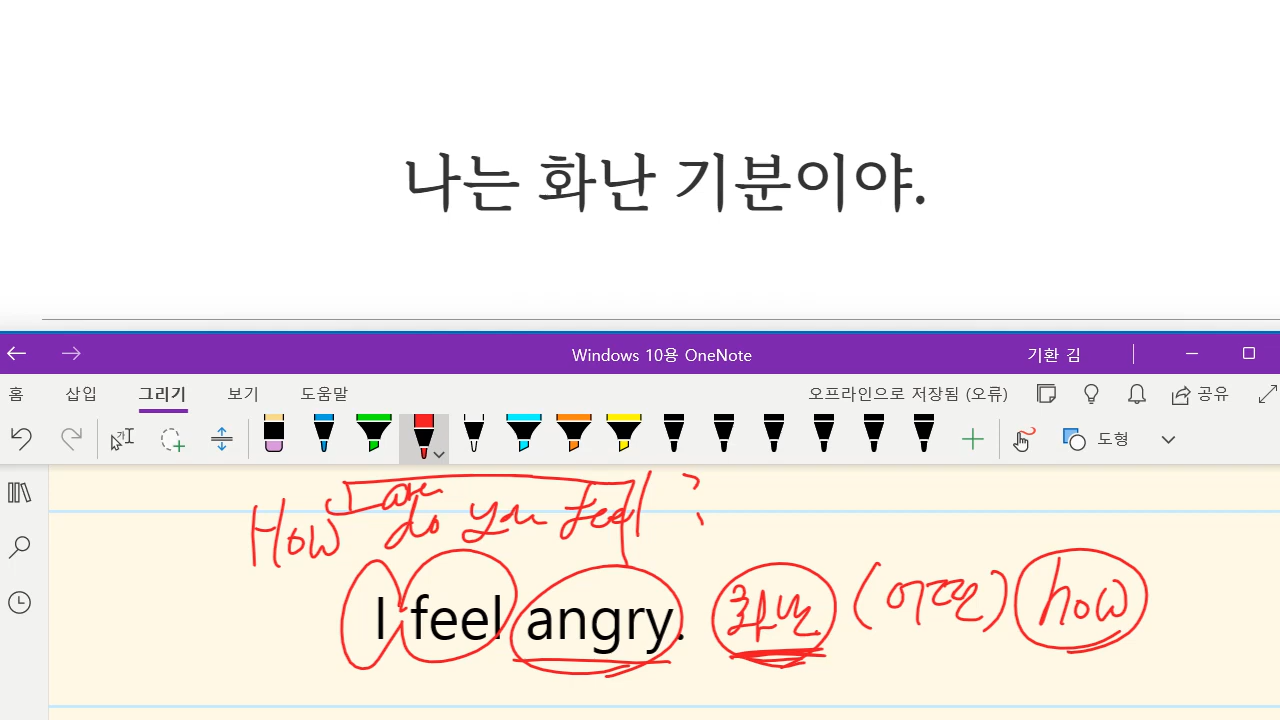 나는 화난 기분이야.
Windows 10용 OneNote 기환 김
홈 삽입 그리기 보기 도움말 오프라인으로 저장됨 (오류) 공유
가 도형
are
How do you feel ?
I feel angry. 화난 (어떤) how